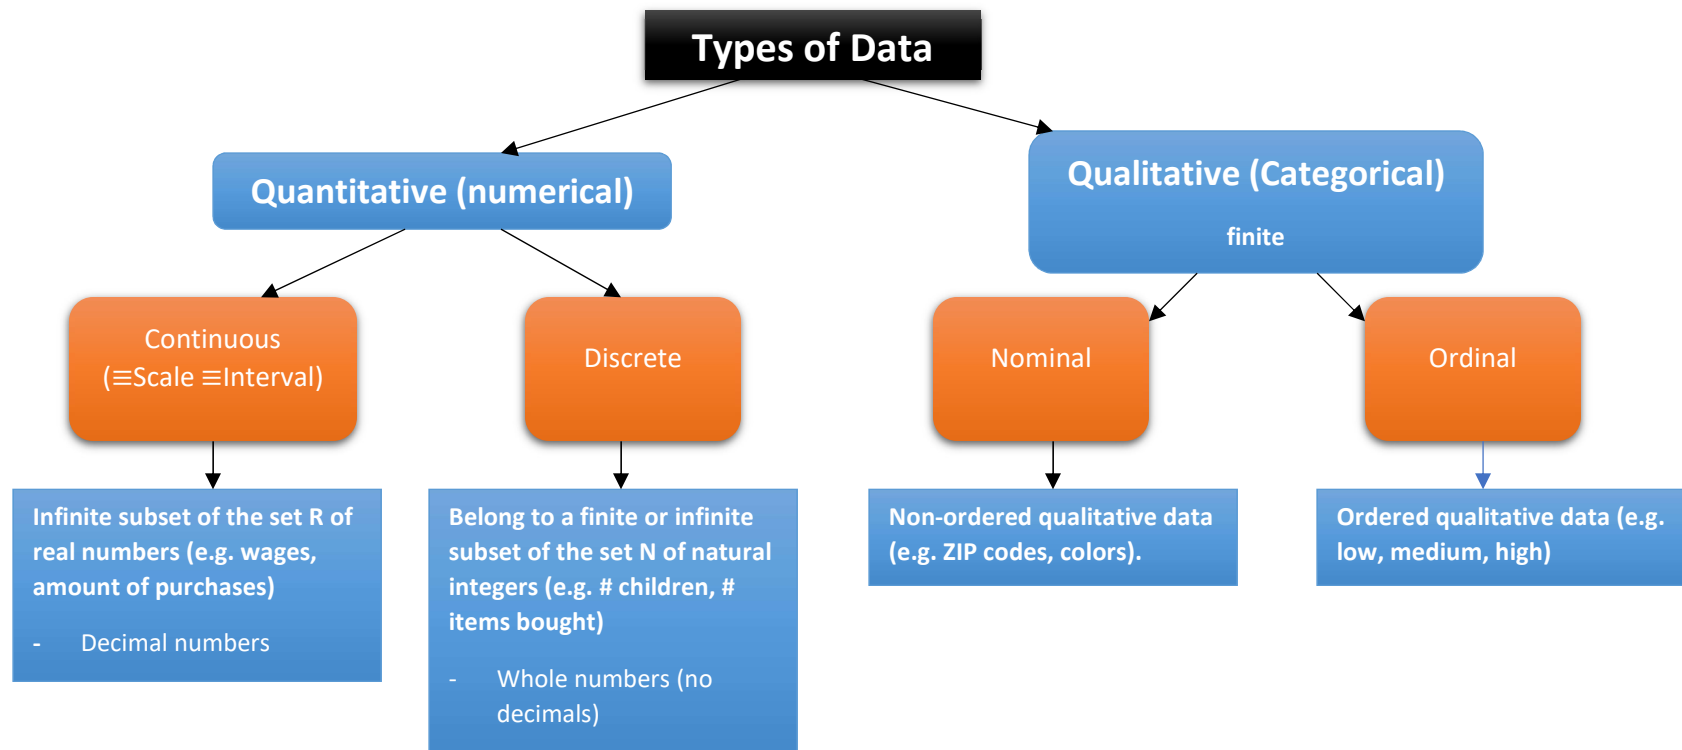 Types of Data
Quantitative (numerical)
Qualitative (Categorical)
finite
Continuous
(≡Scale ≡Interval)
Discrete
Nominal
Ordinal
Infinite subset of the set R of
real numbers (e.g. wages,
amount of purchases)
- Decimal numbers
Belong to a finite or infinite
subset of the set N of natural
integers (e.g. # children, #
items bought)
- Whole numbers (no
decimals)
Non-ordered qualitative data
(e.g. ZIP codes, colors).
Ordered qualitative data (e.g.
low, medium, high)